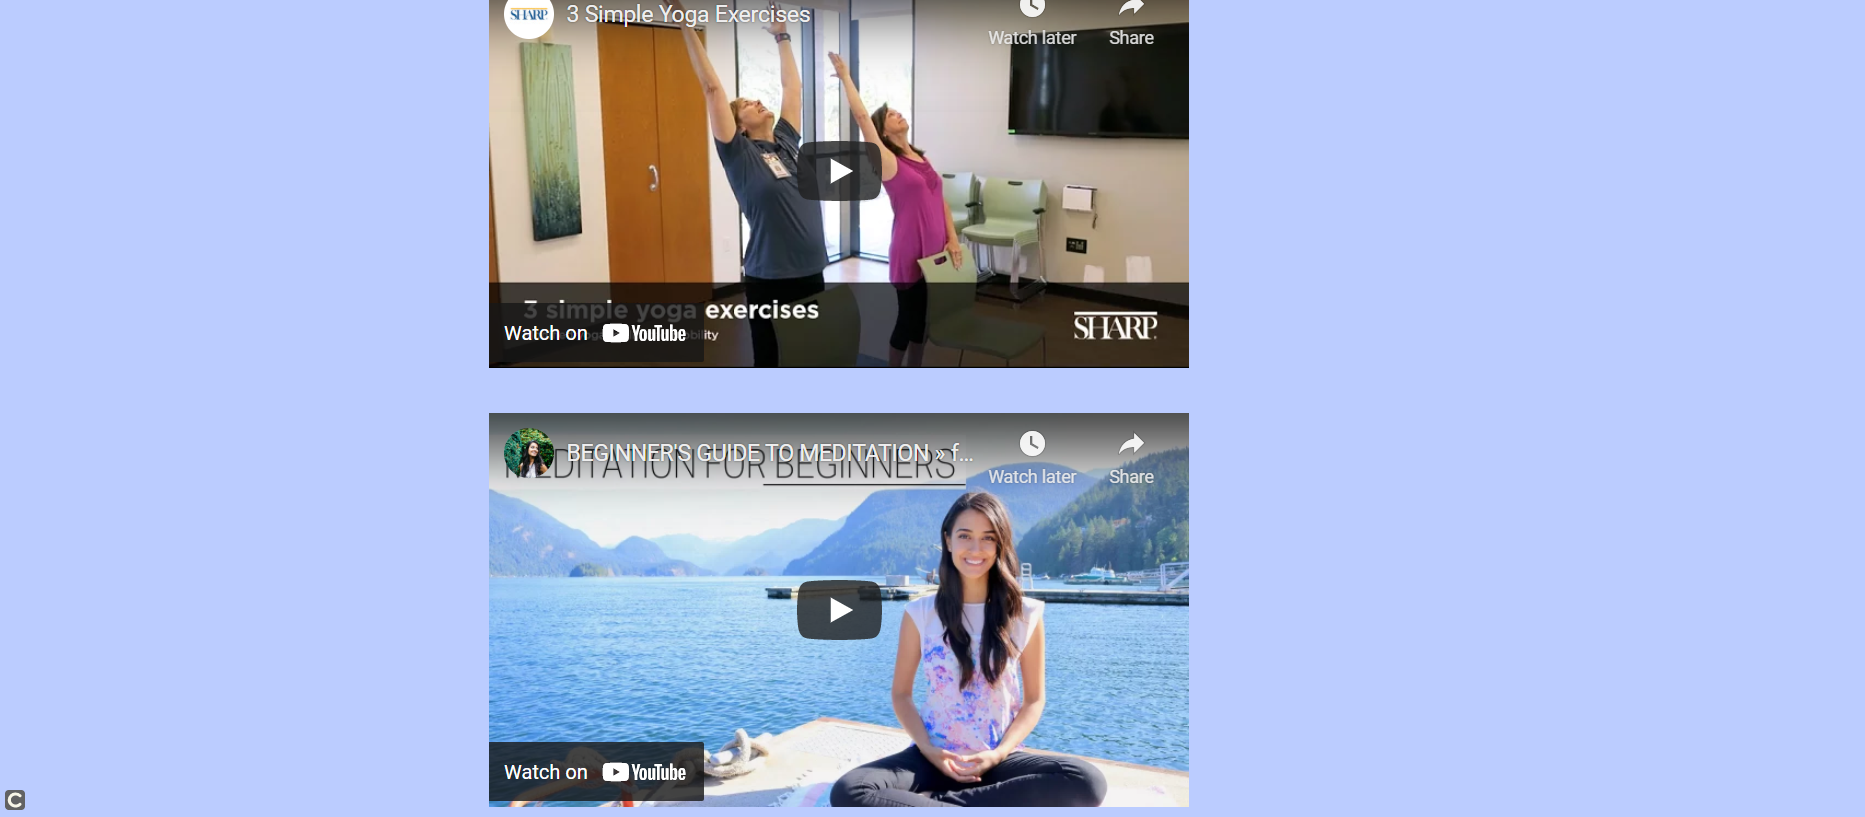 SHARP
3 Simple Yoga Exercises
Watch later
Share
3 simple yoga exercises
Watch on YouTube
SHARP
BEGINNER'S GUIDE TO MEDITATION » f...
MEDITATION FOR BEGINNERS
Watch later
Share
Watch on YouTube
C